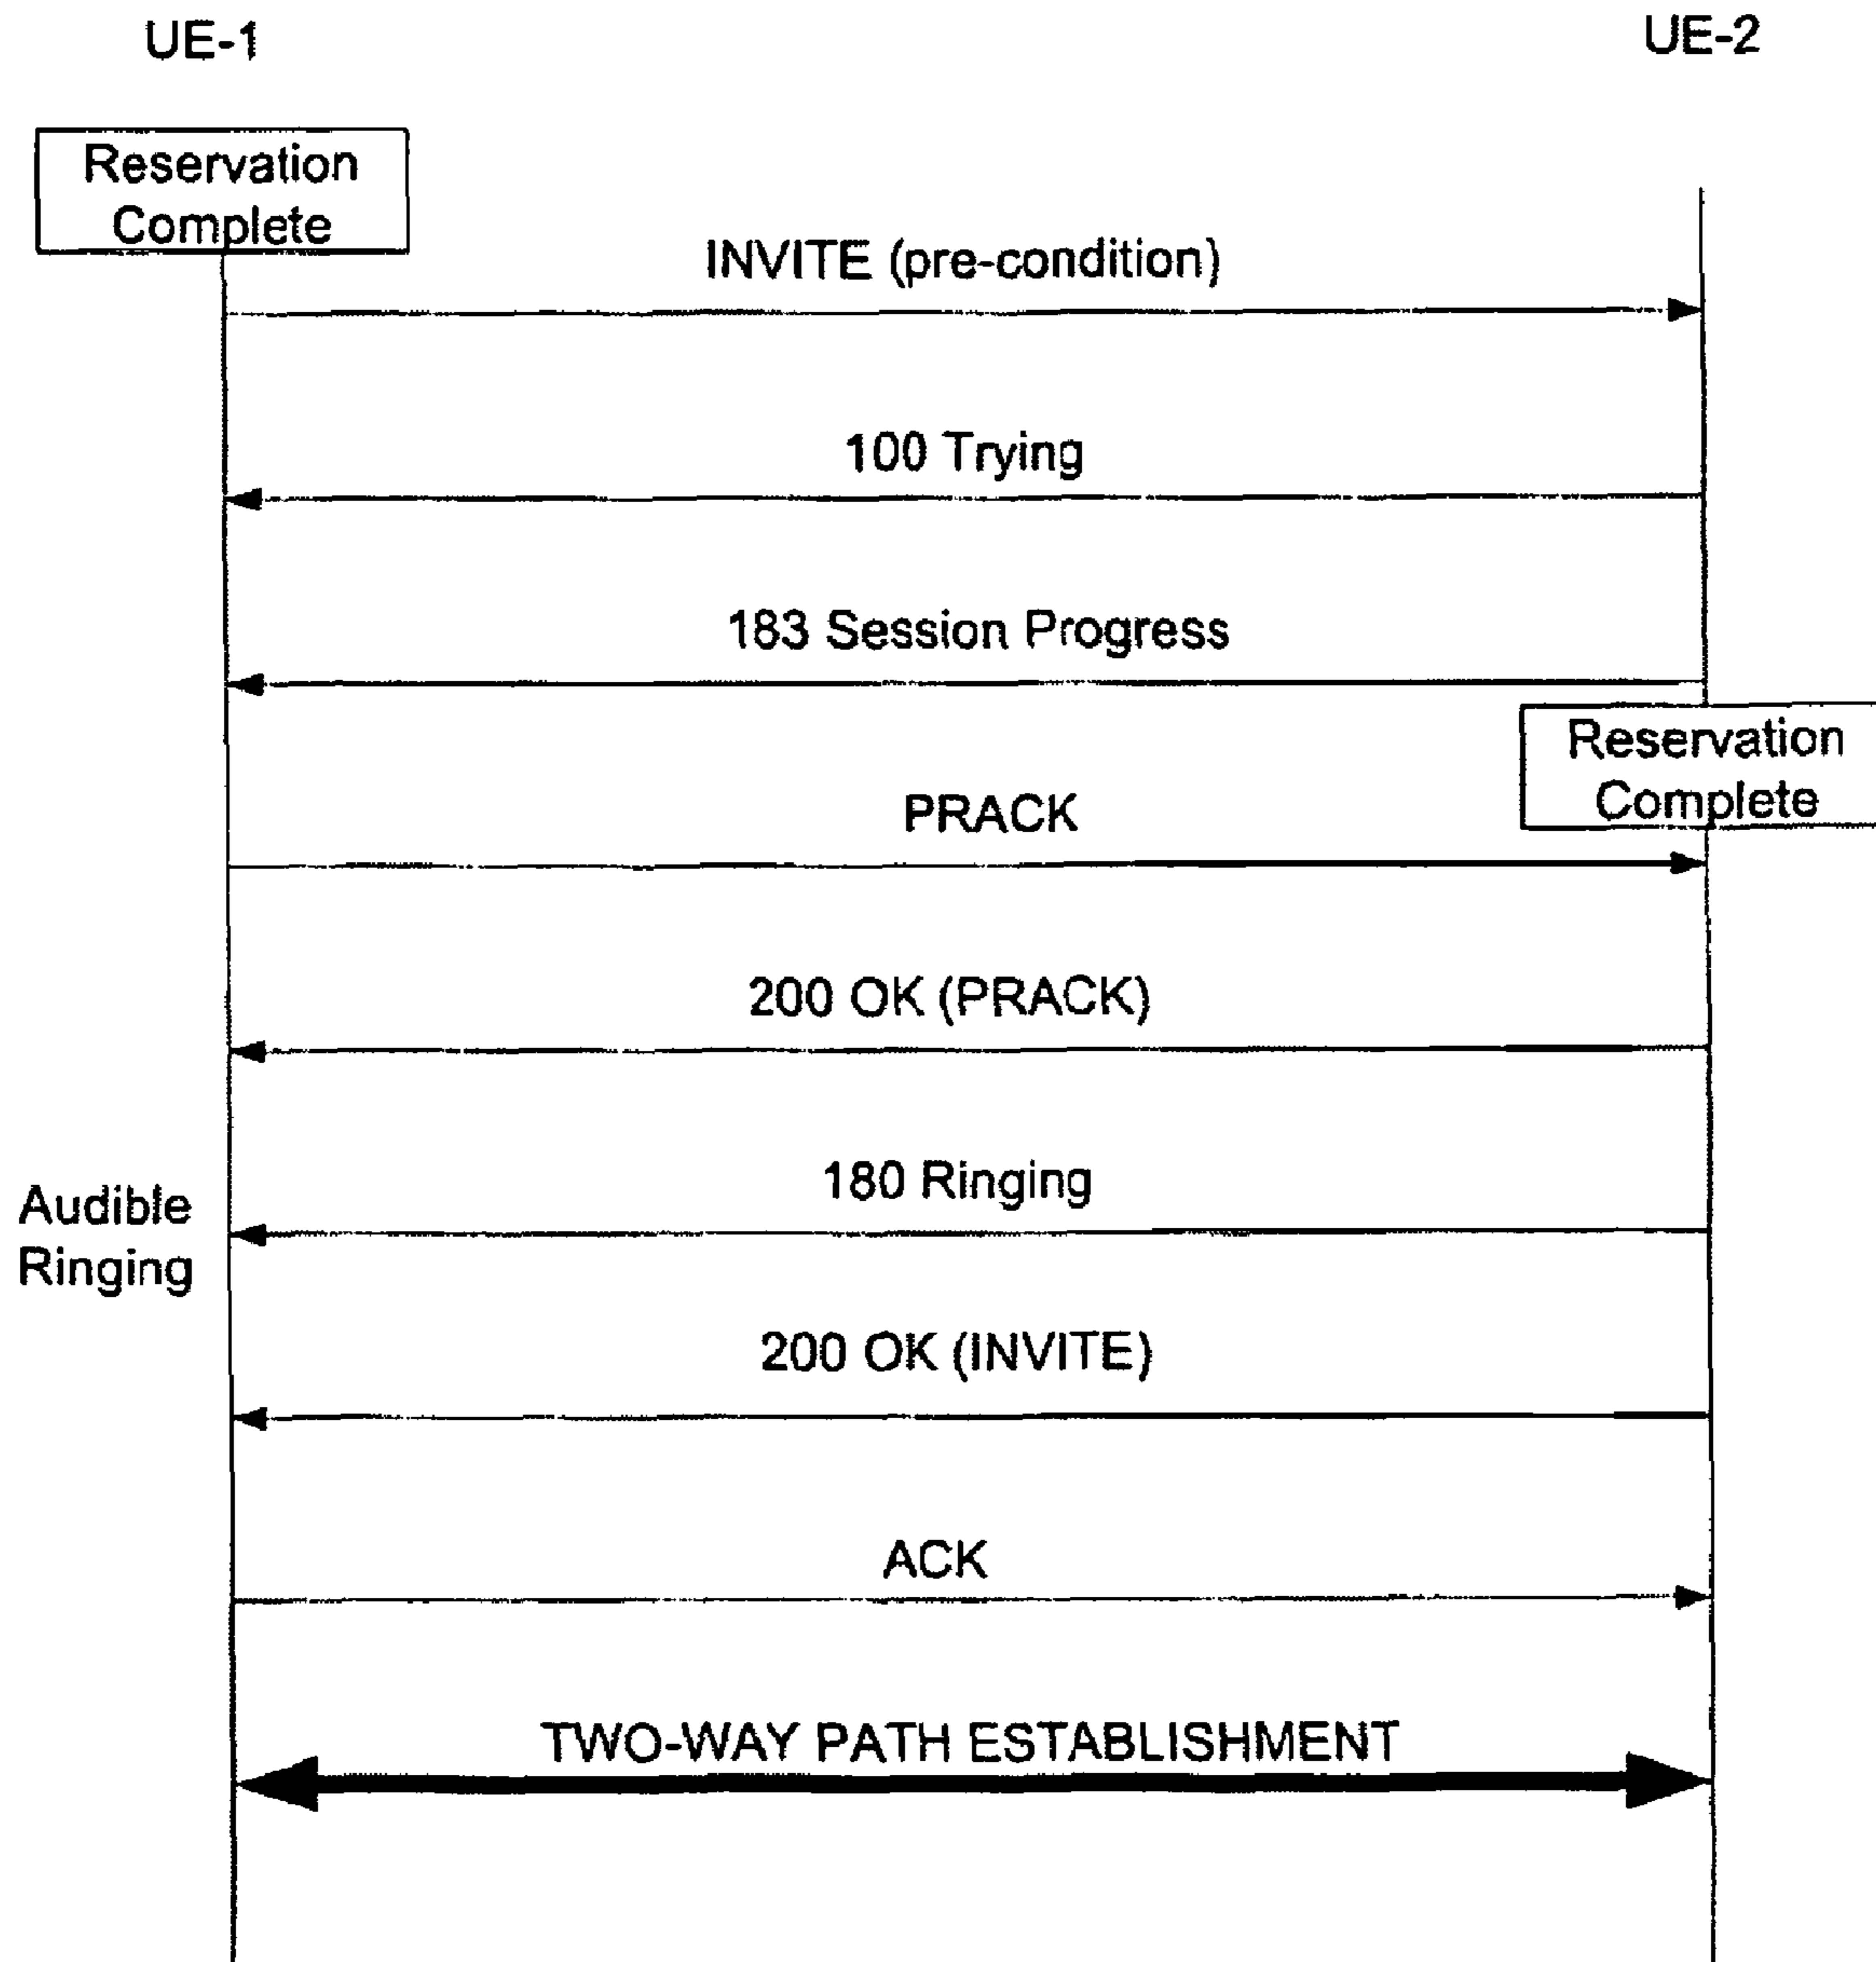 UE-1
UE-2
Reservation
Complete
INVITE (pre-condition)
100 Trying
183 Session Progress
Reservation
Complete
PRACK
200 OK (PRACK)
180 Ringing
Audible
Ringing
200 OK (INVITE)
ACK
TWO-WAY PATH ESTABLISHMENT